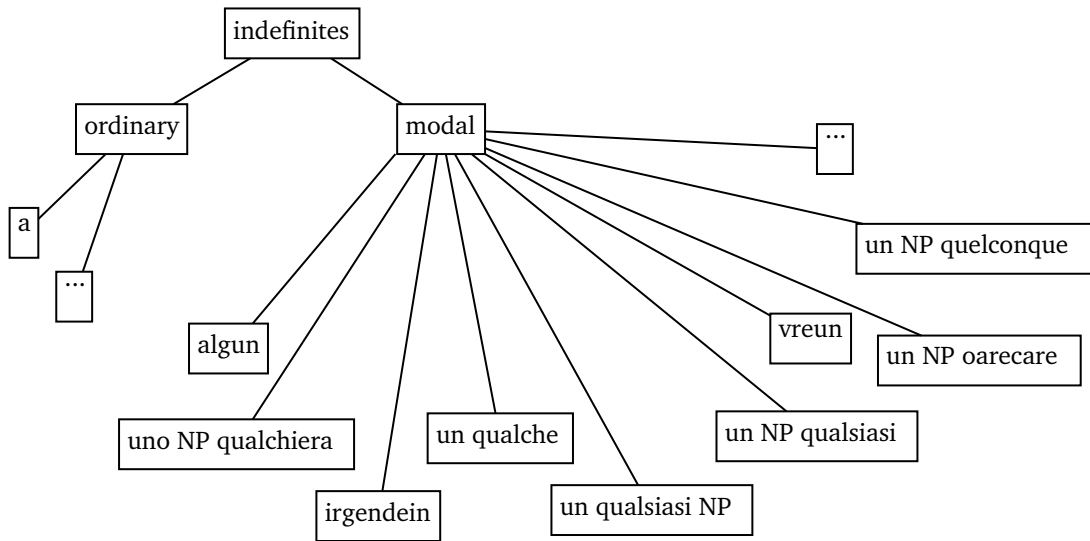 indefinites
ordinary
modal
...
a
un NP quelconque
...
algun
vreun
un NP oarecare
uno NP qualchiera
un qualche
un NP qualsiasi
irgendein
un qualsiasi NP